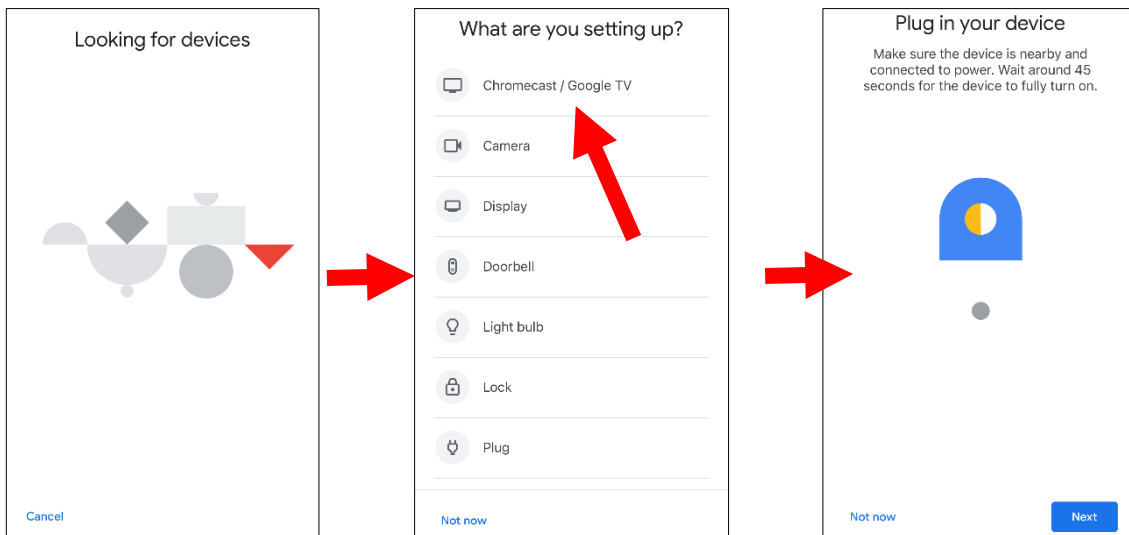 Looking for devices
Cancel
What are you setting up?
Chromecast / Google TV
Camera
Display
Doorbell
Light bulb
Lock
Plug
Not now
Plug in your device
Make sure the device is nearby and
connected to power. Wait around 45
seconds for the device to fully turn on.
Not now
Next